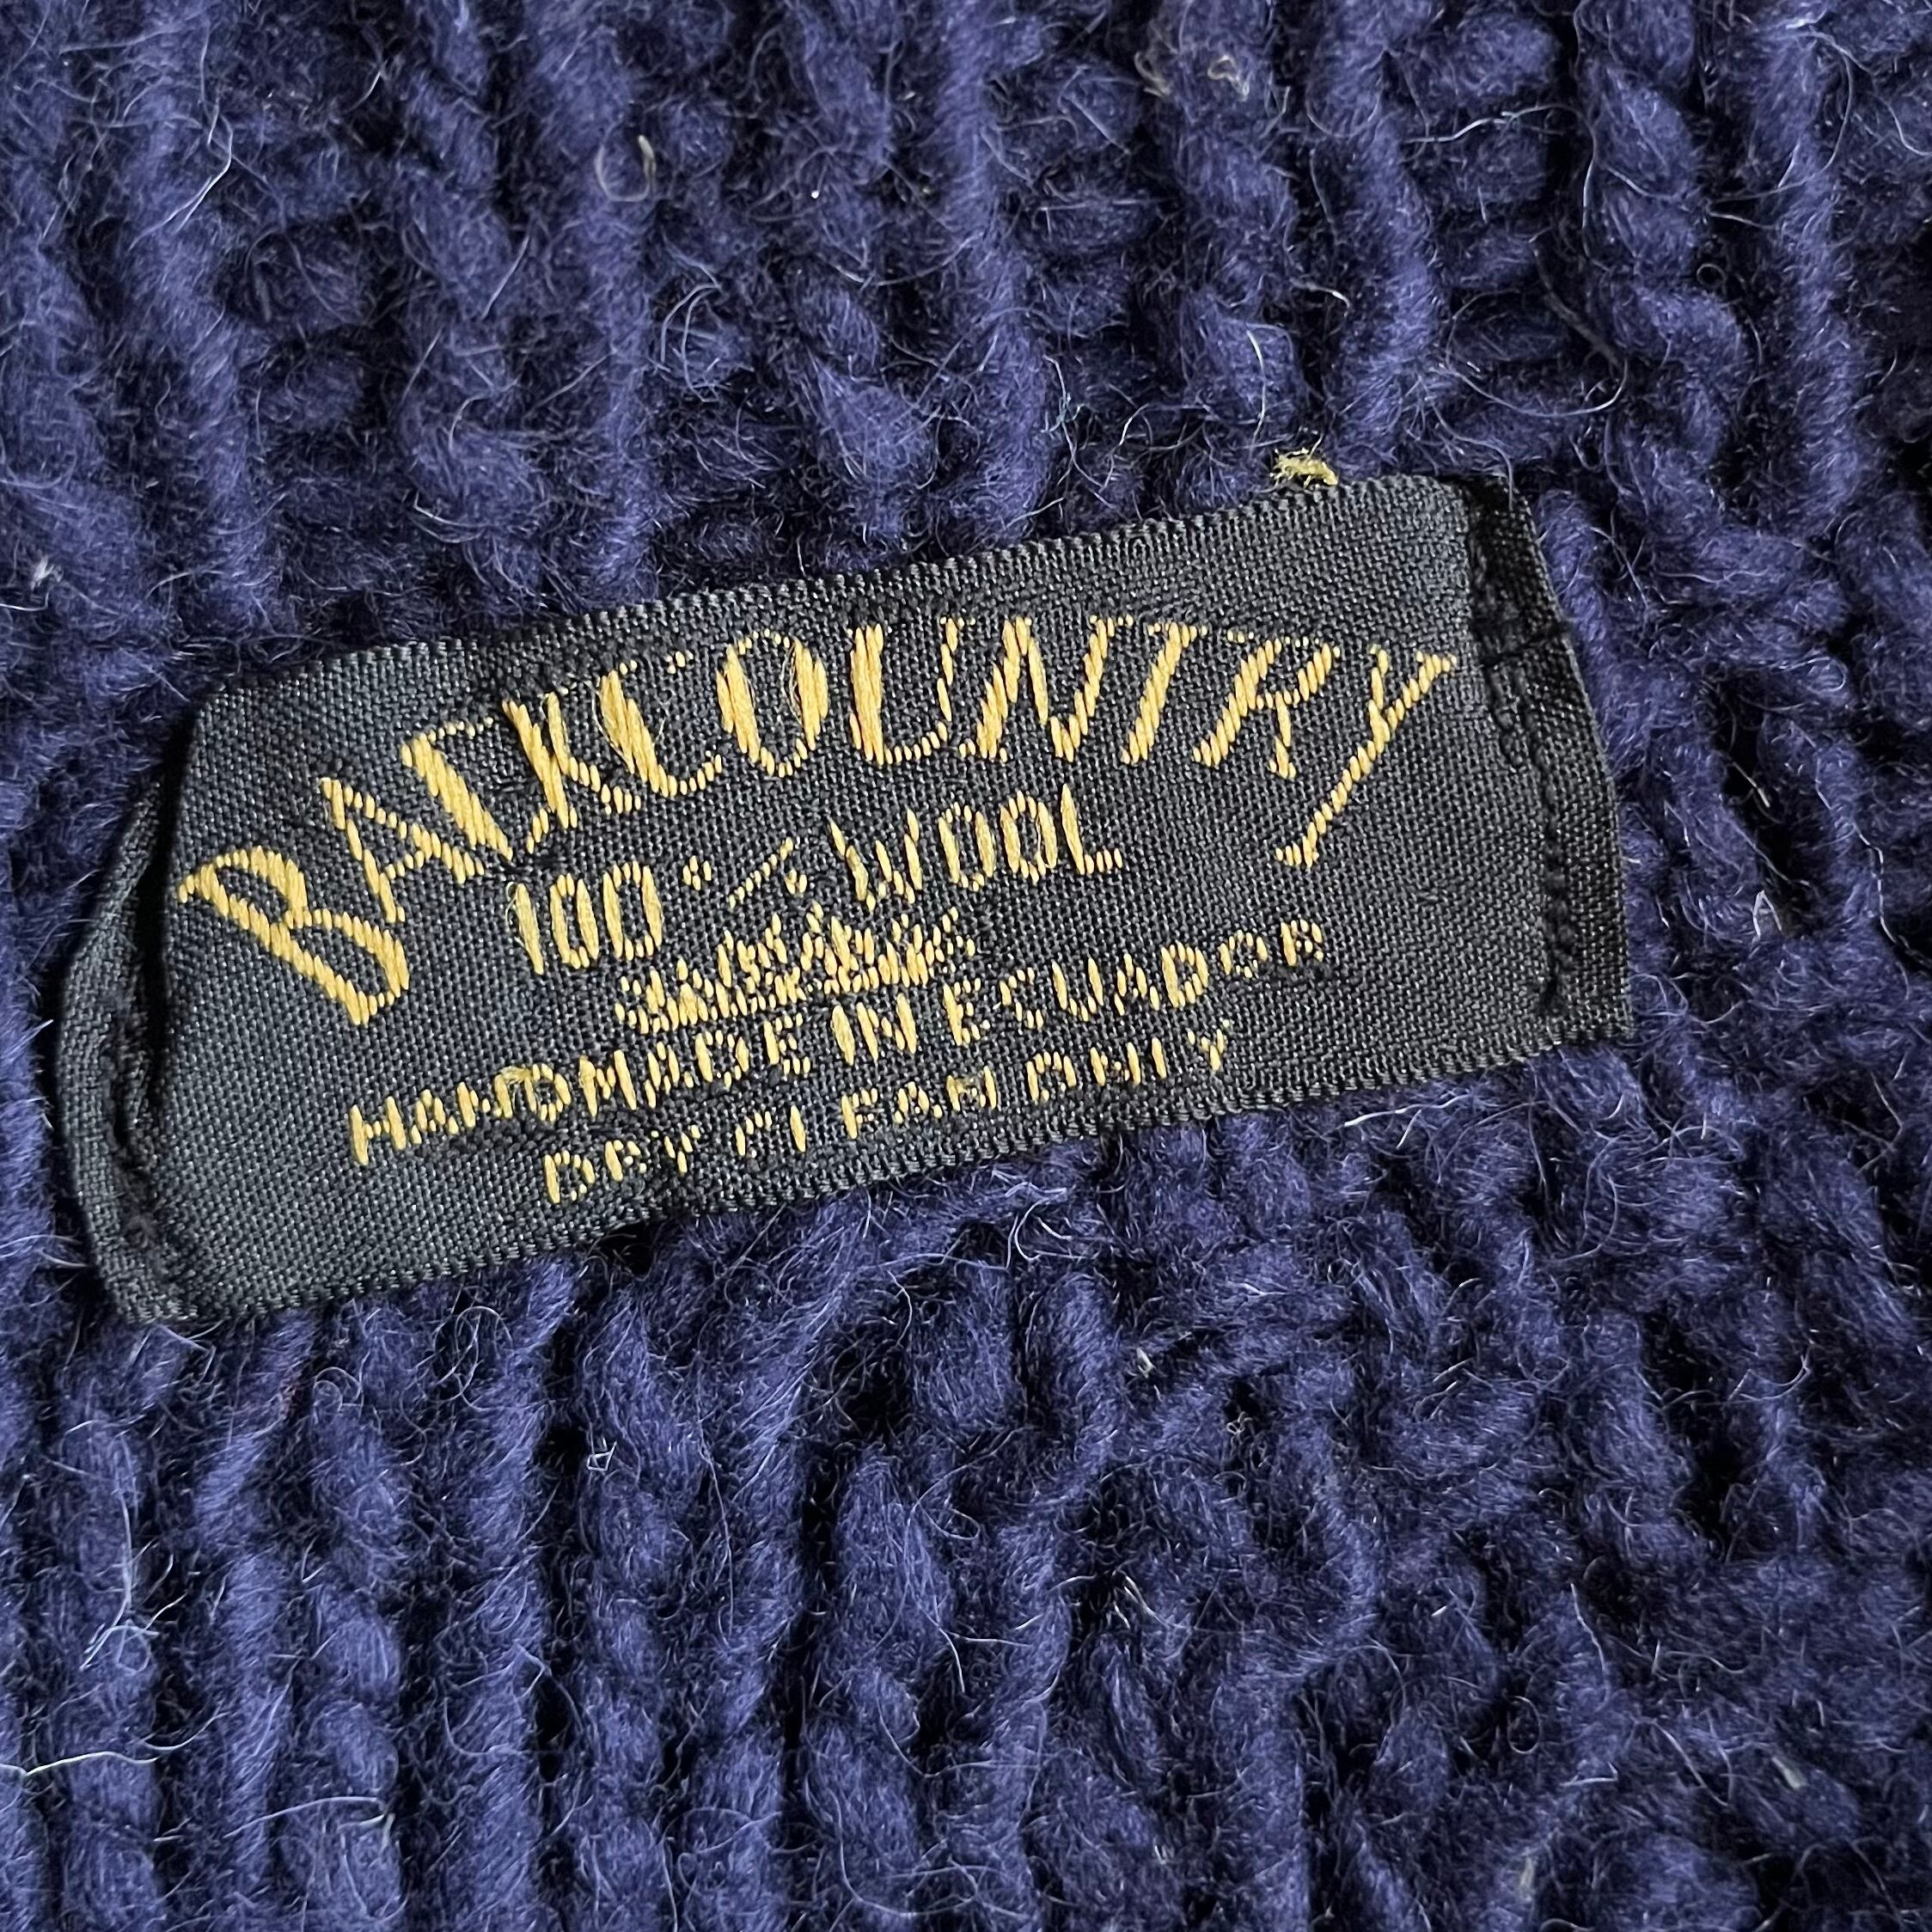 BACKCOUNTRY
100% WOOL
HANDMADE IN ECUADOR
DRY CLEAN ONLY